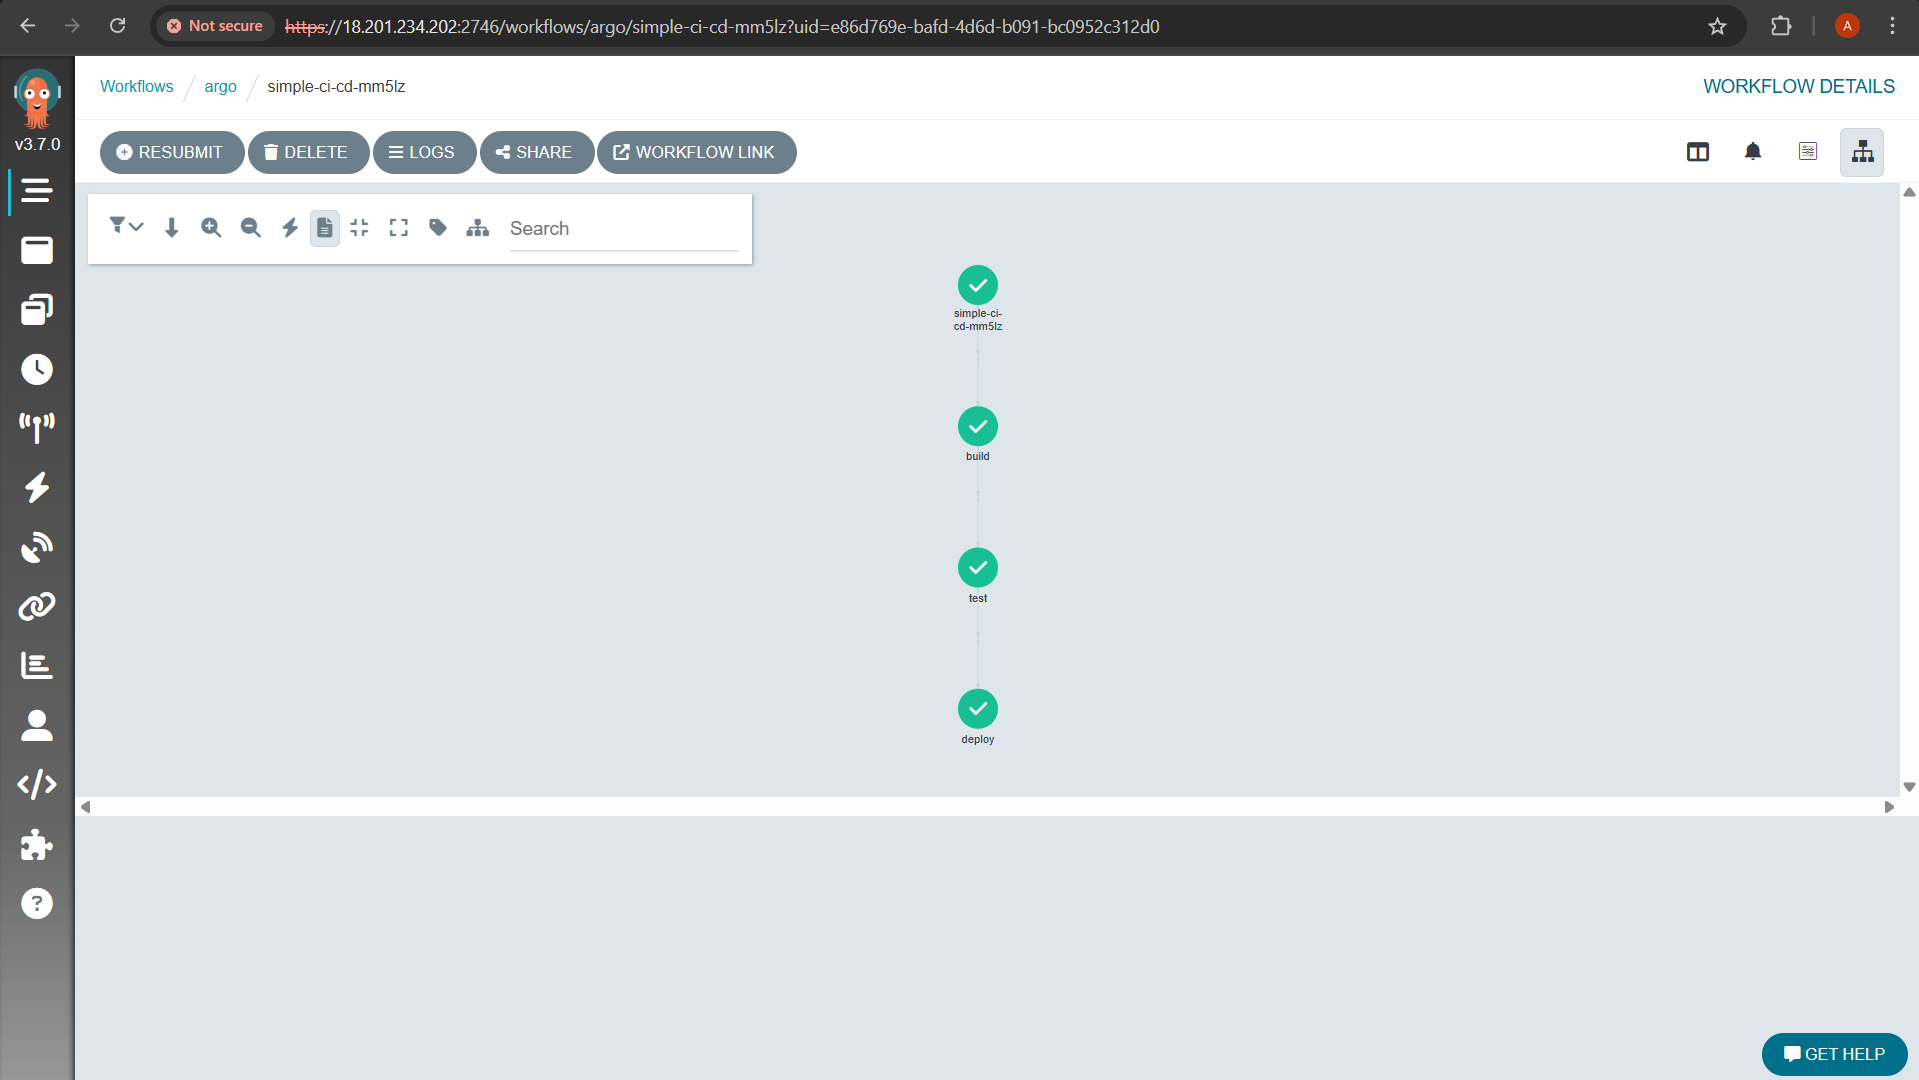 Not secure
https://18.201.234.202:2746/workflows/argo/simple-ci-cd-mm5lz?uid=e86d769e-bafd-4d6d-b091-bc0952c312d0
A
v3.7.0
Workflows
argo
simple-ci-cd-mm5lz
WORKFLOW DETAILS
RESUBMIT
DELETE
LOGS
SHARE
WORKFLOW LINK
Search
simple-ci-
cd-mm5lz
build
test
deploy
GET HELP